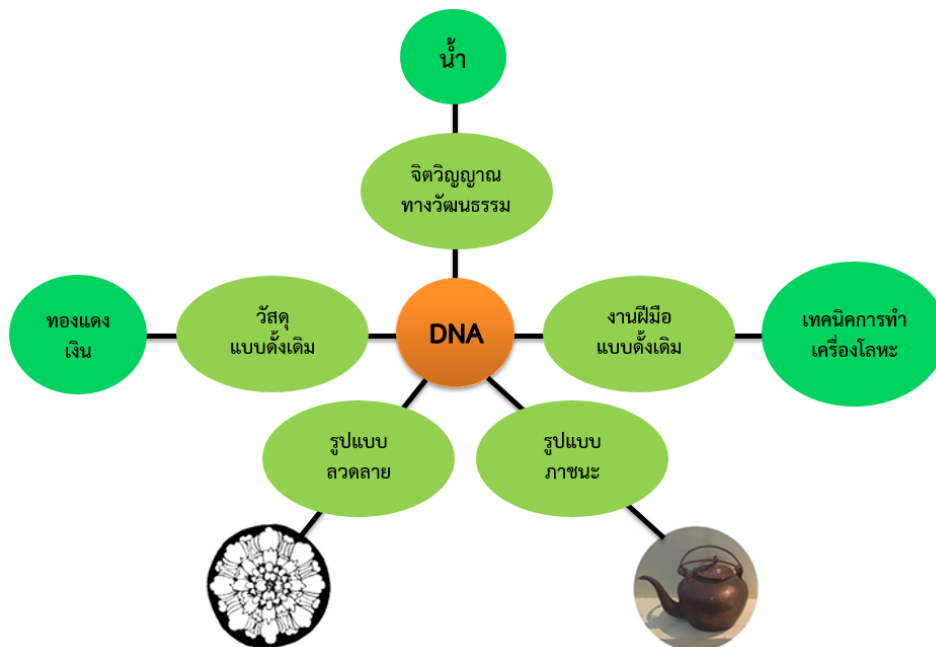 น้ำ
จิตวิญญาณ
ทางวัฒนธรรม
ทองแดง
เงิน
วัสดุ
แบบดั้งเดิม
DNA
งานฝีมือ
แบบดั้งเดิม
เทคนิคการทำ
เครื่องโลหะ
รูปแบบ
ลวดลาย
รูปแบบ
ภาชนะ